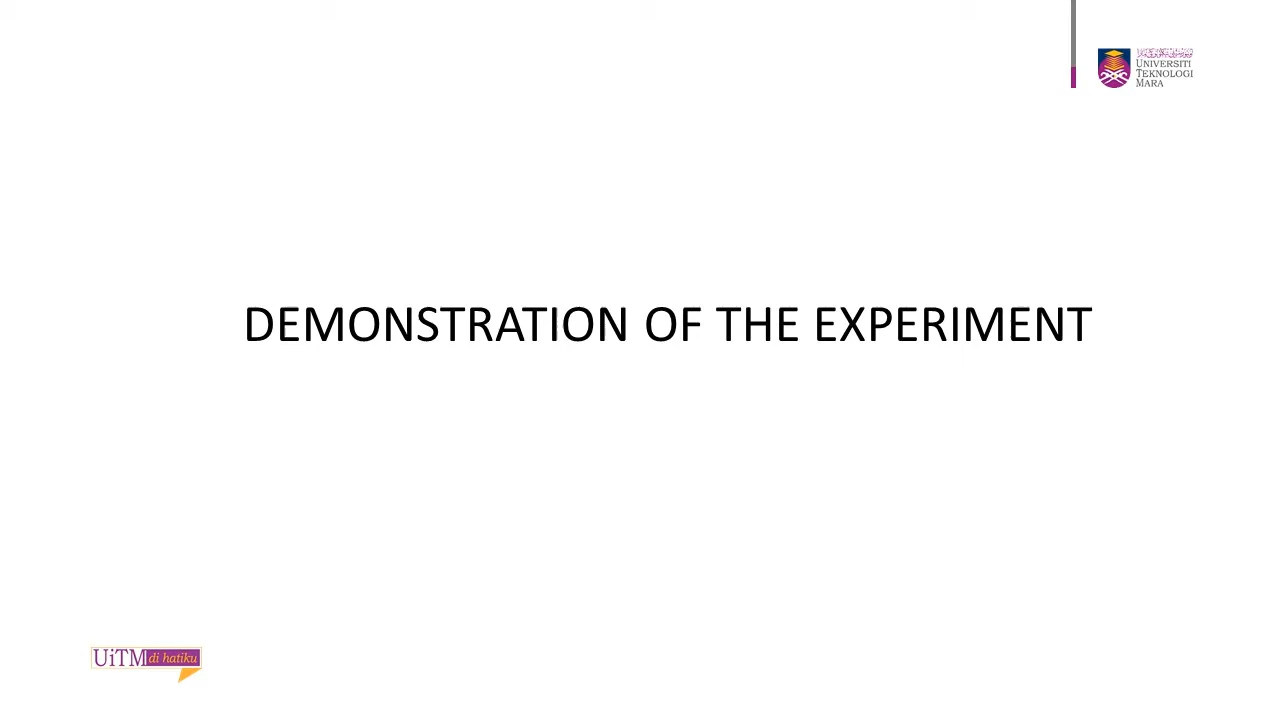 UNIVERSITI
TEKNOLOGI
MARA
DEMONSTRATION OF THE EXPERIMENT
UiTM di hatiku